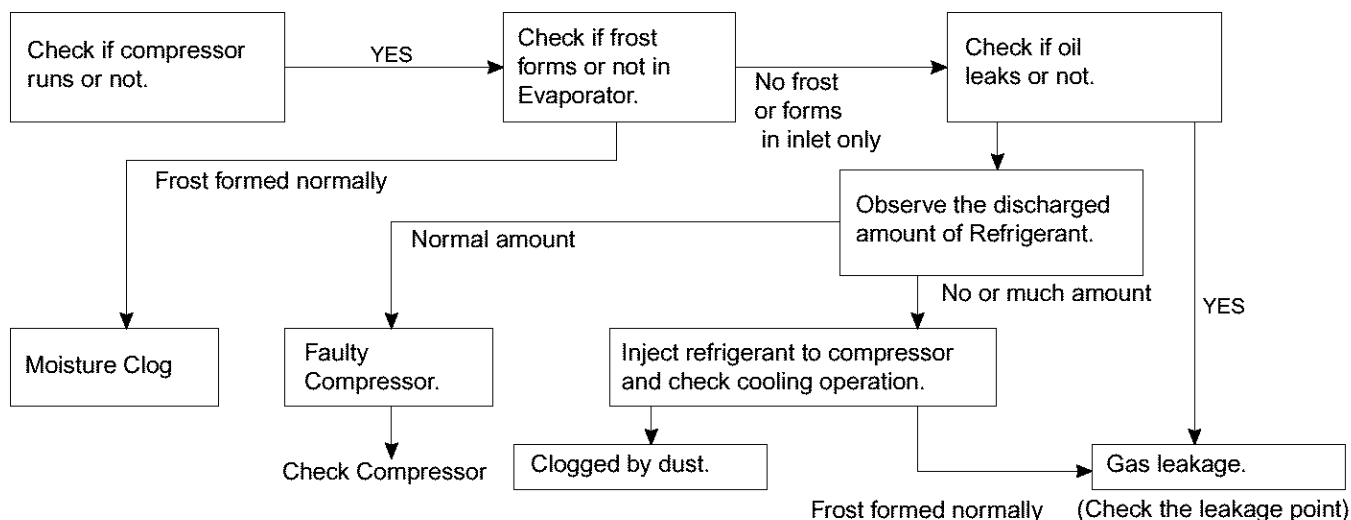 Check if compressor
runs or not.
YES
Check if frost
forms or not in
Evaporator.
No frost
or forms
in inlet only
Check if oil
leaks or not.
Frost formed normally
Observe the discharged
amount of Refrigerant.
Normal amount
No or much amount
YES
Moisture Clog
Faulty
Compressor.
Inject refrigerant to compressor
and check cooling operation.
Check Compressor
Clogged by dust.
Gas leakage.
Frost formed normally
(Check the leakage point)